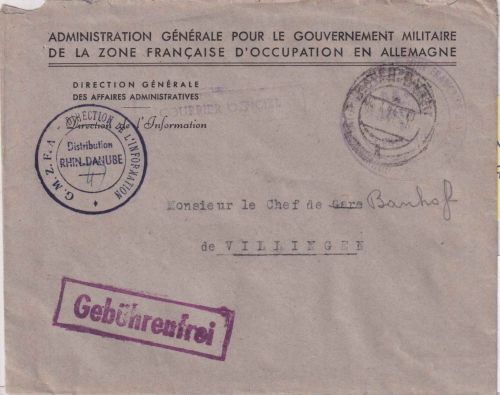 ADMINISTRATION GÉNÉRALE POUR LE GOUVERNEMENT MILITAIRE
DE LA ZONE FRANÇAISE D'OCCUPATION EN ALLEMAGNE
DIRECTION GÉNÉRALE
DES AFFAIRES ADMINISTRATIVES
COURRIER OFFICIEL
Direction de l'Information
G.M.Z.F.A - DIRECTION DE L'INFORMATION
Distribution
RHIN-DANUBE
47
Monsieur le Chef de Gare Banhof
de VILLINGEN
Gebührenfrei